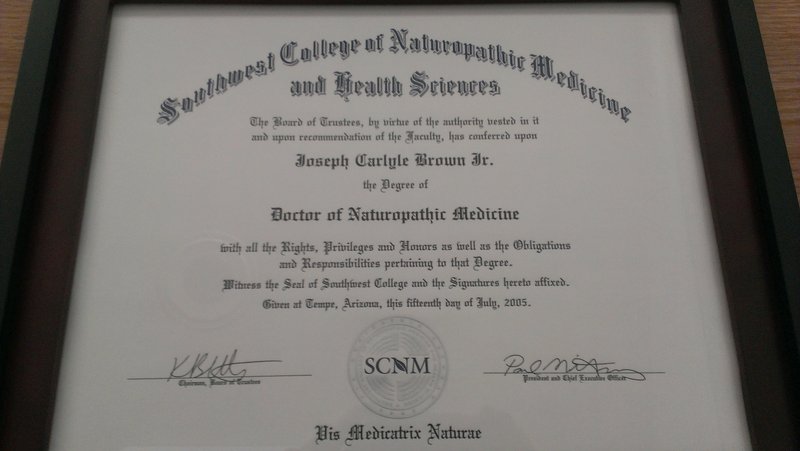 Southwest College of Naturopathic Medicine
and Health Sciences
The Board of Trustees, by virtue of the authority vested in it
and upon recommendation of the Faculty, has conferred upon
Joseph Carlyle Brown Jr.
the Degree of
Doctor of Naturopathic Medicine
with all the Rights, Privileges and Honors as well as the Obligations
and Responsibilities pertaining to that Degree.
Witness the Seal of Southwest College and the Signatures hereto affixed.
Given at Tempe, Arizona, this fifteenth day of July, 2005.
SCNM
Chairman, Board of Trustees
President and Chief Executive Officer
Vis Medicatrix Naturae